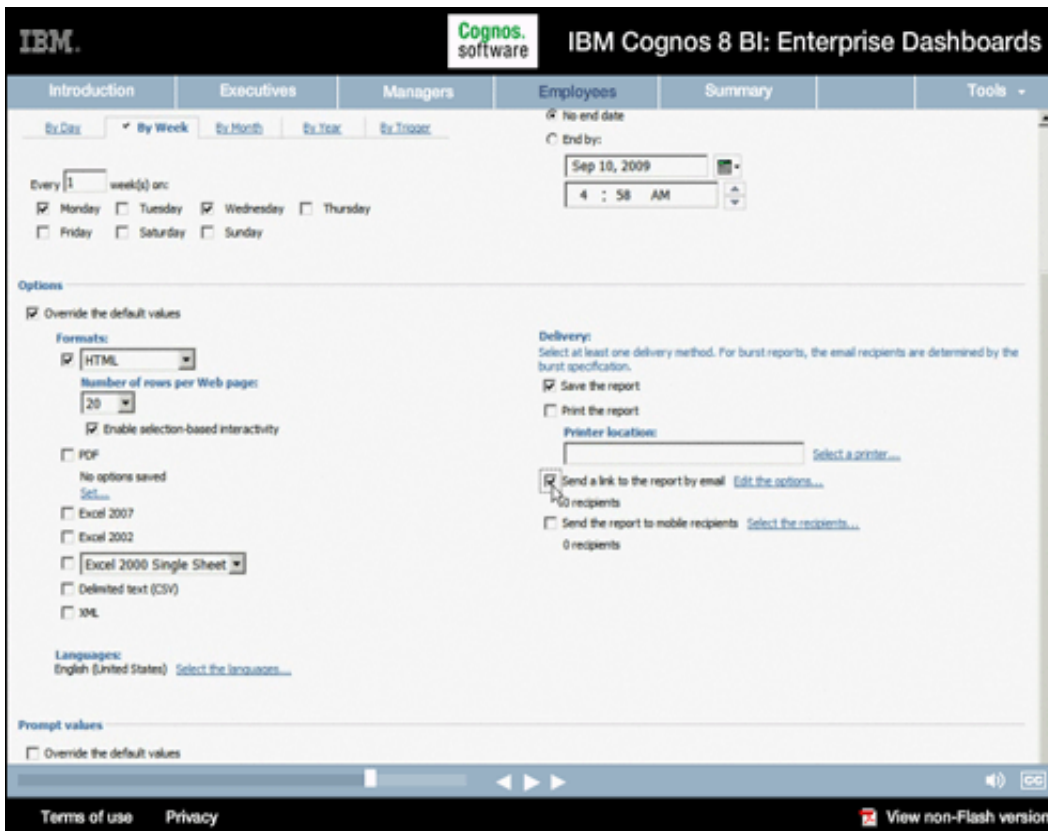 IBM.
Cognos.
software
IBM Cognos 8 BI: Enterprise Dashboards
Introduction Executives Managers Employees Summary Tools
By Day By Week By Month By Year By Trigger
No end date
End by:
Sep 10, 2009
4 : 58 AM
Every 1 week(s) on:
Monday Tuesday Wednesday Thursday
Friday Saturday Sunday
Options
Override the default values
Formats:
HTML
Number of rows per Web page:
20
Enable selection-based interactivity
PDF
No options saved
Set...
Excel 2007
Excel 2002
Excel 2000 Single Sheet
Delimited text (CSV)
XML
Languages:
English (United States) Select the languages...
Delivery:
Select at least one delivery method. For burst reports, the email recipients are determined by the
burst specification.
Save the report
Print the report
Printer location:
Select a printer...
Send a link to the report by email Edit the options...
0 recipients
Send the report to mobile recipients Select the recipients...
0 recipients
Prompt values
Override the default values
CC
Terms of use Privacy View non-Flash version